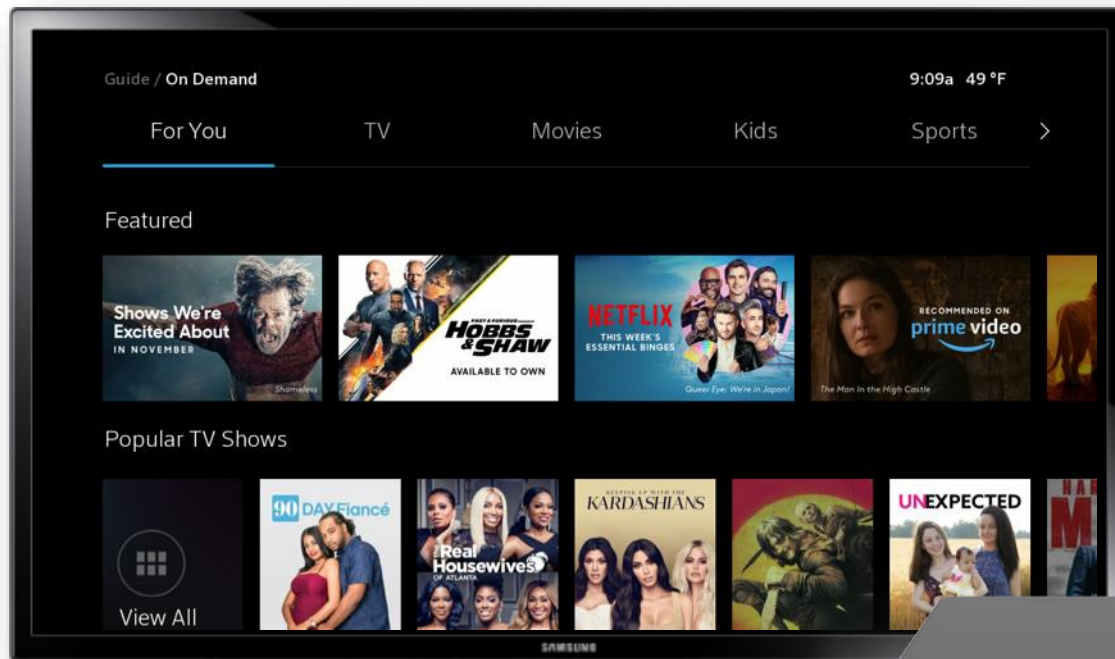 Guide / On Demand
9:09a 49 °F
For You
TV
Movies
Kids
Sports
Featured
Shows We're
Excited About
IN NOVEMBER
Shameless
FAST & FURIOUS
HOBBS
& SHAW
AVAILABLE TO OWN
NETFLIX
THIS WEEK'S
ESSENTIAL BINGES
Queer Eye: We're in Japan!
RECOMMENDED ON
prime video
The Man In the High Castle
Popular TV Shows
View All
90 DAY Fiancé
The Real
Housewives
OF ATLANTA
KEEPING UP WITH THE
KARDASHIANS
UNEXPECTED
HAR
M
SAMSUNG